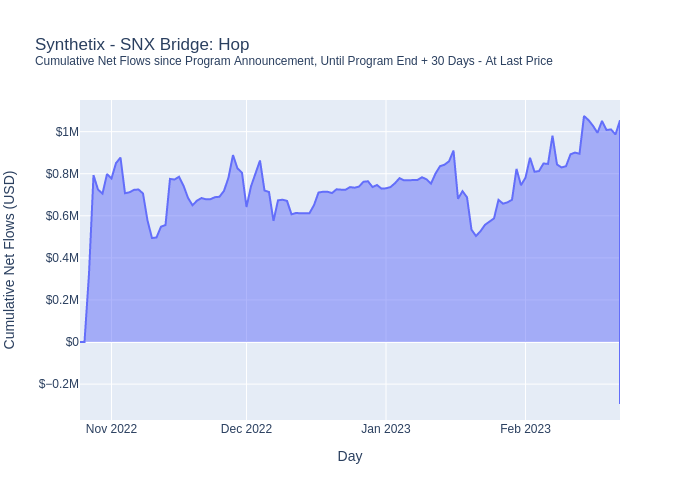 Synthetix - SNX Bridge: Hop
Cumulative Net Flows since Program Announcement, Until Program End + 30 Days - At Last Price
Cumulative Net Flows (USD)
$1M
$0.8M
$0.6M
$0.4M
$0.2M
$0
$−0.2M
Nov 2022
Dec 2022
Jan 2023
Feb 2023
Day